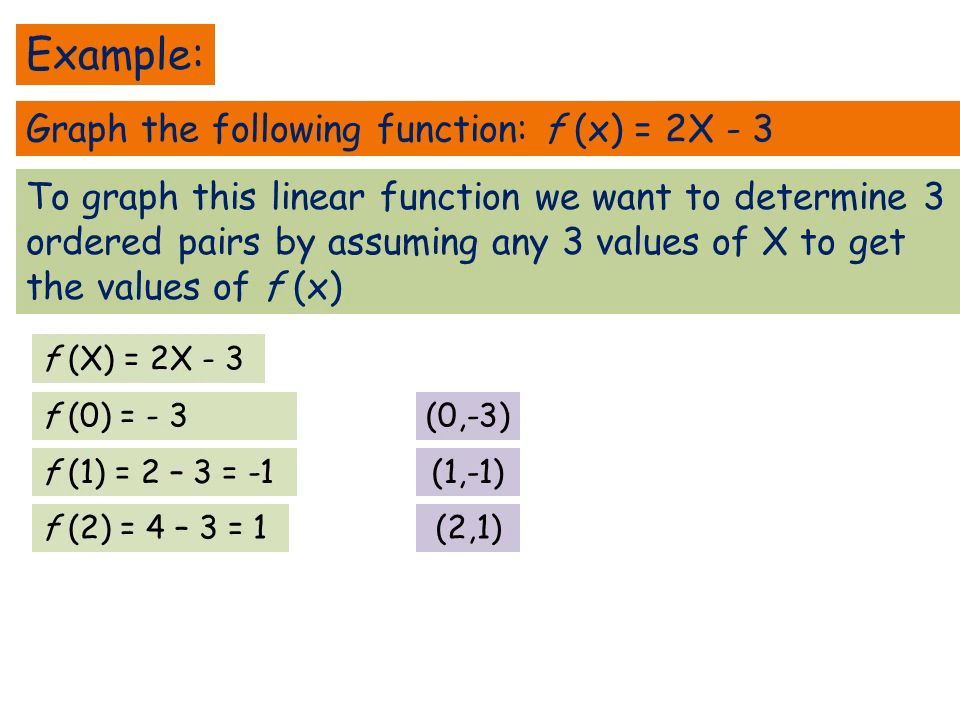 Example:
Graph the following function: f (x) = 2X - 3
To graph this linear function we want to determine 3
ordered pairs by assuming any 3 values of X to get
the values of f (x)
f (X) = 2X - 3
f (0) = - 3 (0,-3)
f (1) = 2 – 3 = -1 (1,-1)
f (2) = 4 – 3 = 1 (2,1)